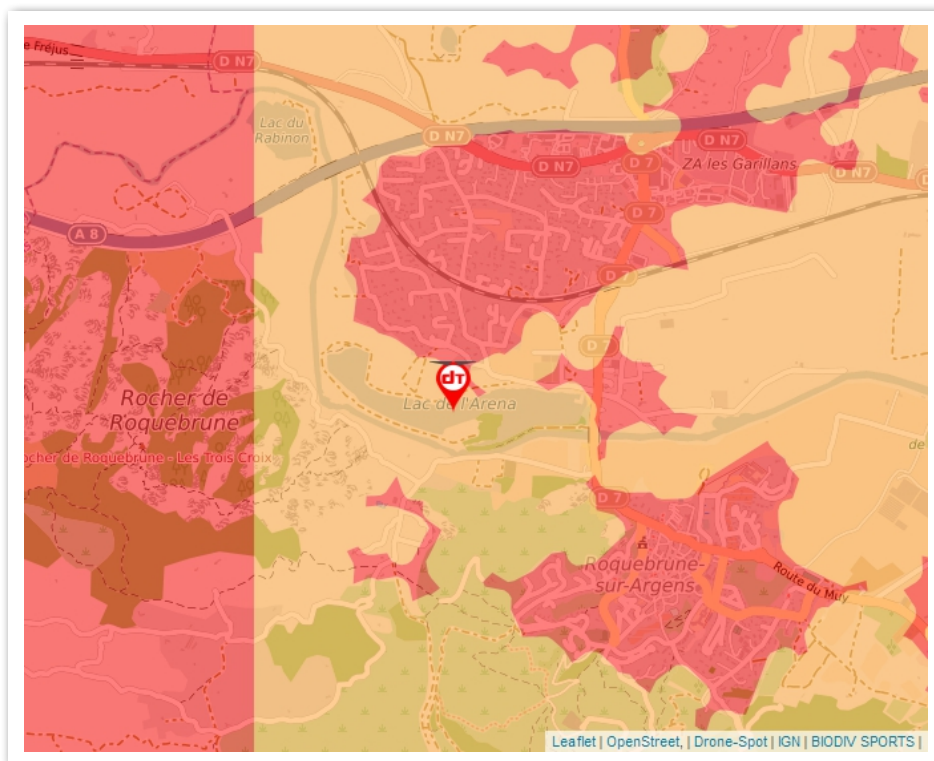 e Fréjus
D N7
Lac du
Rabinon
D N7
D N7
D N7
D 7
ZA les Garillans
D N7
D
D 7
A 8
D 7
D 7
dT
Lac de l'Arena
Rocher de
Roquebrune
ocher de Roquebrune - Les Trois Croix
de
D 7
Roquebrune-
sur-Argens
Route du Muy
Leaflet | OpenStreet, | Drone-Spot | IGN | BIODIV SPORTS |